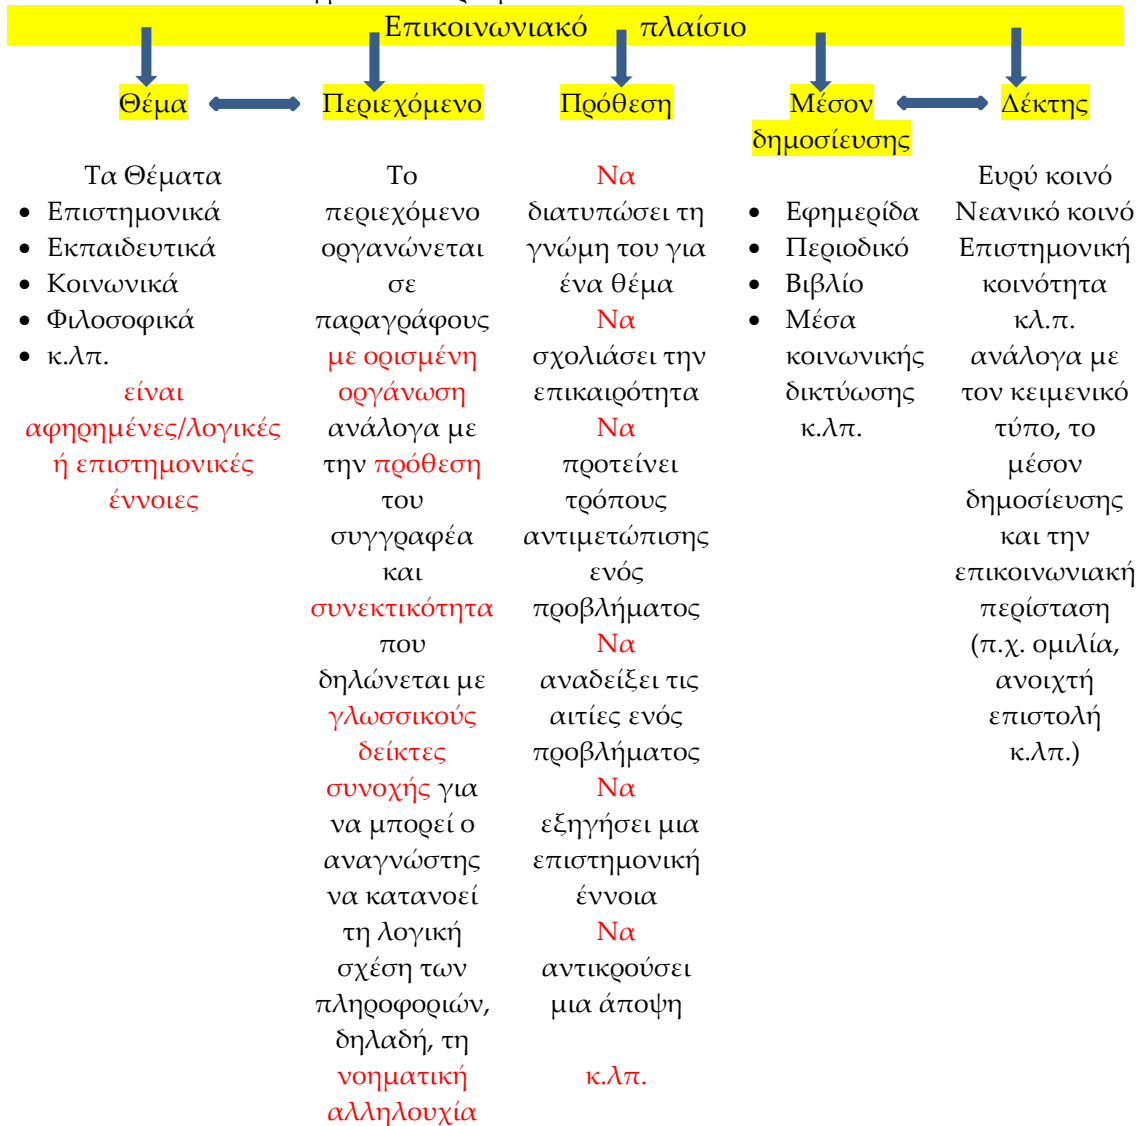 Επικοινωνιακό πλαίσιο
Θέμα
Τα Θέματα
• Επιστημονικά
• Εκπαιδευτικά
• Κοινωνικά
• Φιλοσοφικά
• κ.λπ.
είναι
αφηρημένες/λογικές
ή επιστημονικές
έννοιες
Περιεχόμενο
Το
περιεχόμενο
οργανώνεται
σε
παραγράφους
με ορισμένη
οργάνωση
ανάλογα με
την πρόθεση
του
συγγραφέα
και
συνεκτικότητα
που
δηλώνεται με
γλωσσικούς
δείκτες
συνοχής για
να μπορεί ο
αναγνώστης
να κατανοεί
τη λογική
σχέση των
πληροφοριών,
δηλαδή, τη
νοηματική
αλληλουχία
Πρόθεση
Να
διατυπώσει τη
γνώμη του για
ένα θέμα
Να
σχολιάσει την
επικαιρότητα
Να
προτείνει
τρόπους
αντιμετώπισης
ενός
προβλήματος
Να
αναδείξει τις
αιτίες ενός
προβλήματος
Να
εξηγήσει μια
επιστημονική
έννοια
Να
αντικρούσει
μια άποψη
κ.λπ.
Μέσον
δημοσίευσης
• Εφημερίδα
• Περιοδικό
• Βιβλίο
• Μέσα
κοινωνικής
δικτύωσης
κ.λπ.
Δέκτης
Ευρύ κοινό
Νεανικό κοινό
Επιστημονική
κοινότητα
κλ.π.
ανάλογα με
τον κειμενικό
τύπο, το
μέσον
δημοσίευσης
και την
επικοινωνιακή
περίσταση
(π.χ. ομιλία,
ανοιχτή
επιστολή
κ.λπ.)